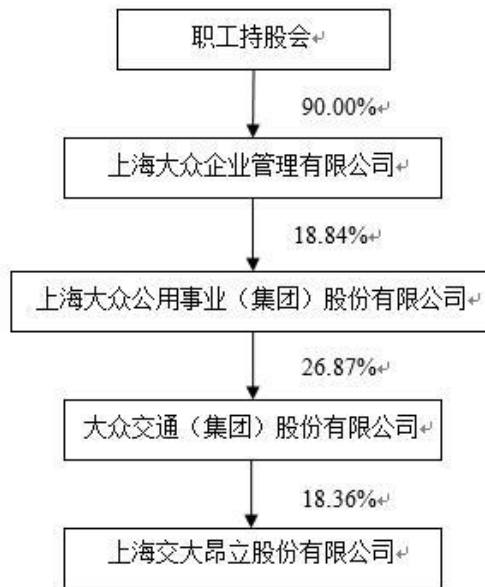 职工持股会
90.00%
上海大众企业管理有限公司
18.84%
上海大众公用事业（集团）股份有限公司
26.87%
大众交通（集团）股份有限公司
18.36%
上海交大昂立股份有限公司